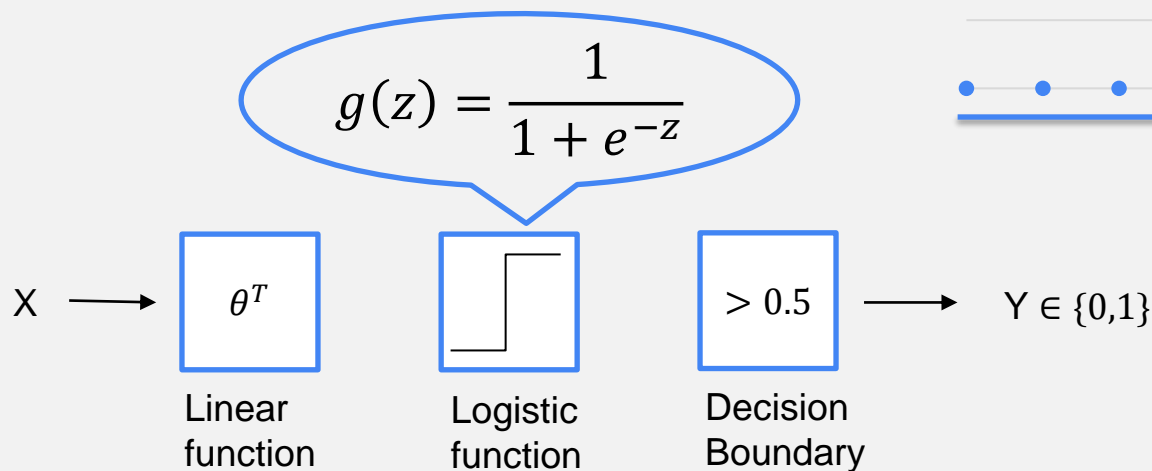 g(z) = 1 / (1 + e^{-z})
X
θ^T
> 0.5
Y ∈ {0,1}
Linear
function
Logistic
function
Decision
Boundary